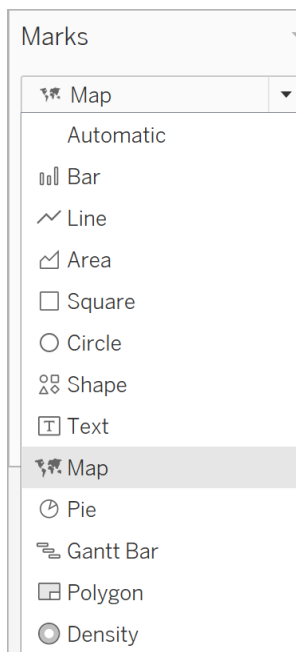 Marks
Map
Automatic
Bar
Line
Area
Square
Circle
Shape
Text
Map
Pie
Gantt Bar
Polygon
Density